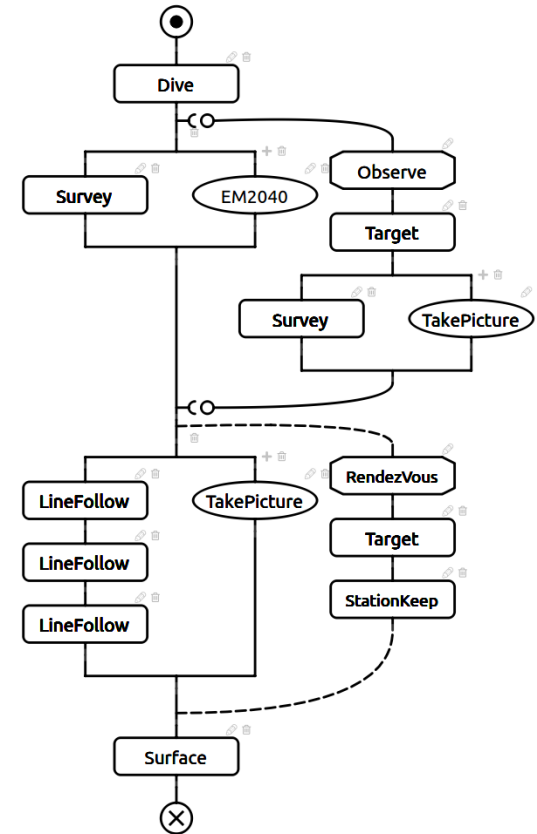 Dive
Observe
Survey
EM2040
Target
Survey
TakePicture
RendezVous
LineFollow
TakePicture
Target
LineFollow
StationKeep
LineFollow
Surface